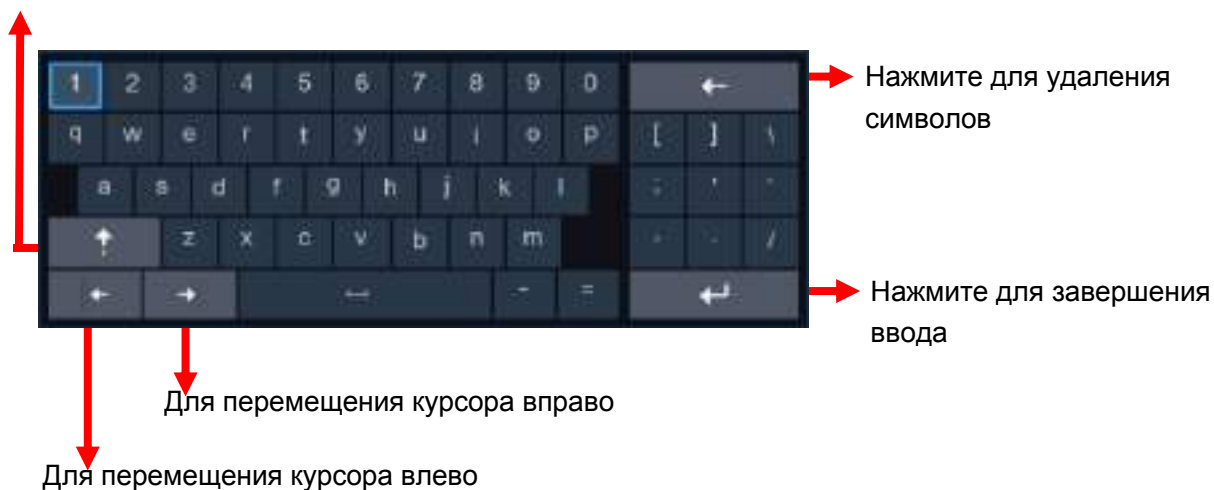 1 2 3 4 5 6 7 8 9 0
Нажмите для удаления
символов
q w e r t y u i o p [ ] \
a s d f g h j k l
z x c v b n m /
- =
Нажмите для завершения
ввода
Для перемещения курсора вправо
Для перемещения курсора влево